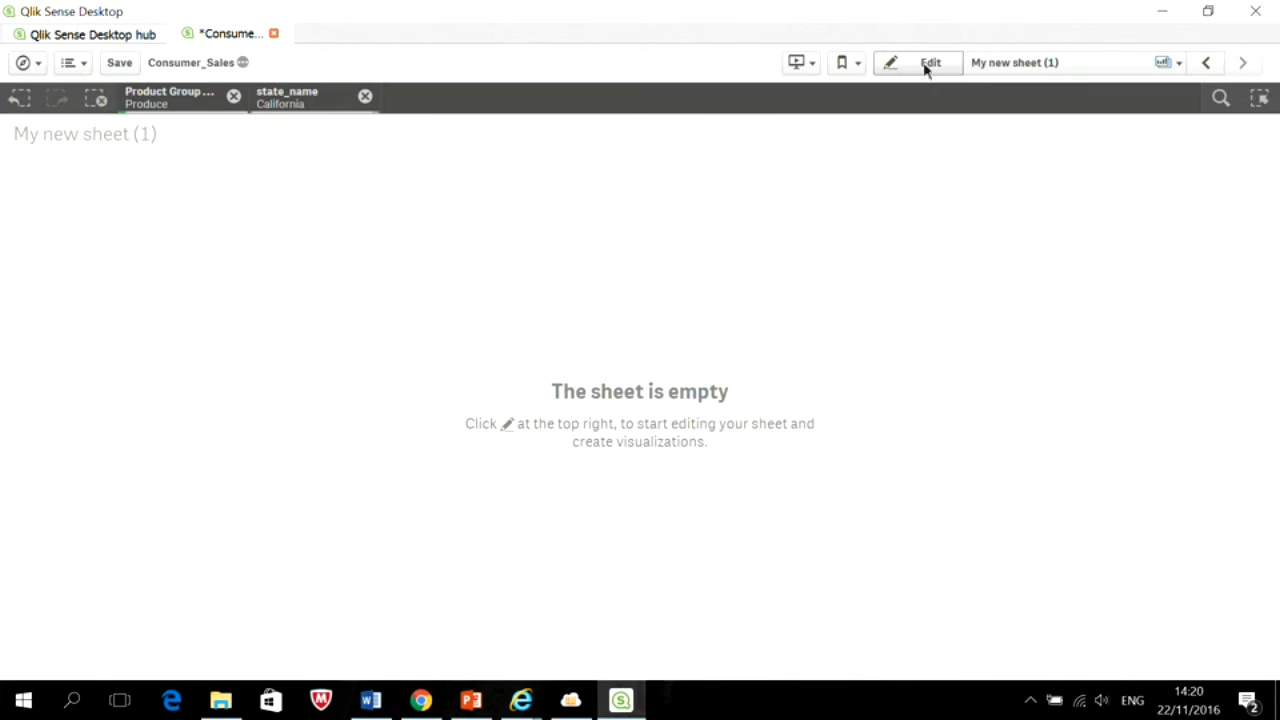 Qlik Sense Desktop
Qlik Sense Desktop hub
*Consume...
Save
Consumer_Sales
Edit
My new sheet (1)
Product Group ...
Produce
state_name
California
My new sheet (1)
The sheet is empty
Click at the top right, to start editing your sheet and
create visualizations.
ENG
14:20
22/11/2016
2